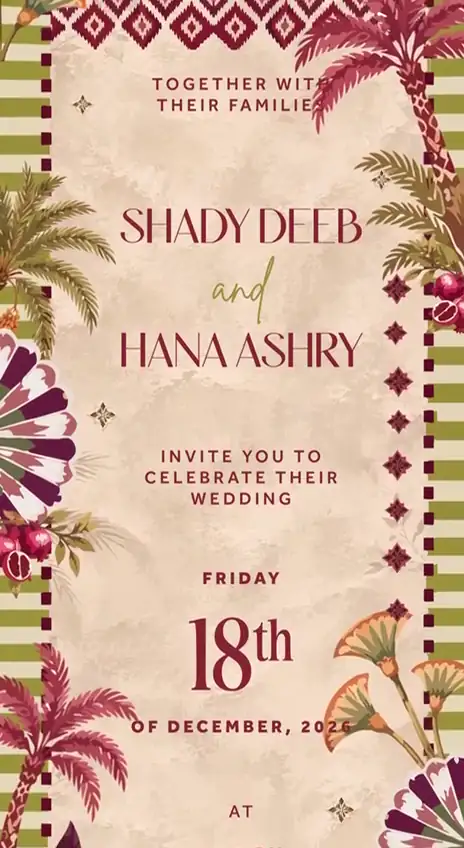 TOGETHER WITH
THEIR FAMILIES
SHADY DEEB
and
HANA ASHRY
INVITE YOU TO
CELEBRATE THEIR
WEDDING
FRIDAY
18th
OF DECEMBER, 2026
AT